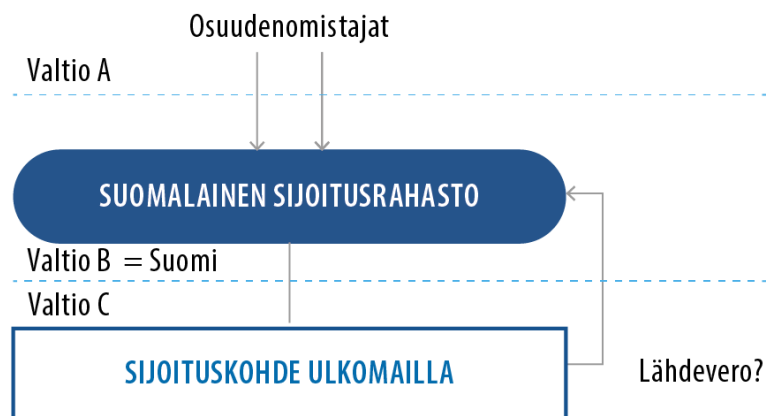 Osuudenomistajat
Valtio A
SUOMALAINEN SIJOITUSRAHASTO
Valtio B = Suomi
Valtio C
SIJOITUSKOHDE ULKOMAILLA
Lähdevero?